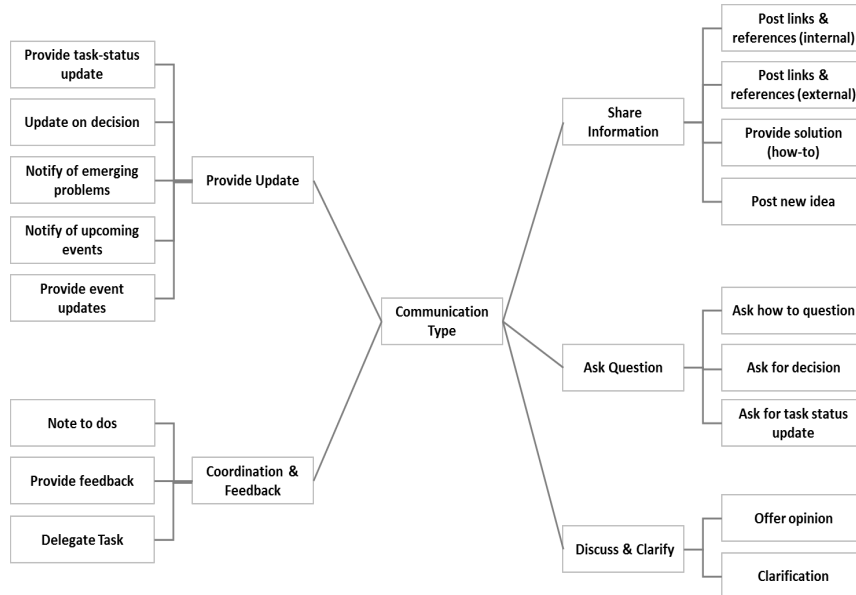 Provide task-status
update
Update on decision
Notify of emerging
problems
Notify of upcoming
events
Provide event
updates
Provide Update
Note to dos
Provide feedback
Delegate Task
Coordination &
Feedback
Communication
Type
Share
Information
Post links &
references (internal)
Post links &
references (external)
Provide solution
(how-to)
Post new idea
Ask Question
Ask how to question
Ask for decision
Ask for task status
update
Discuss & Clarify
Offer opinion
Clarification